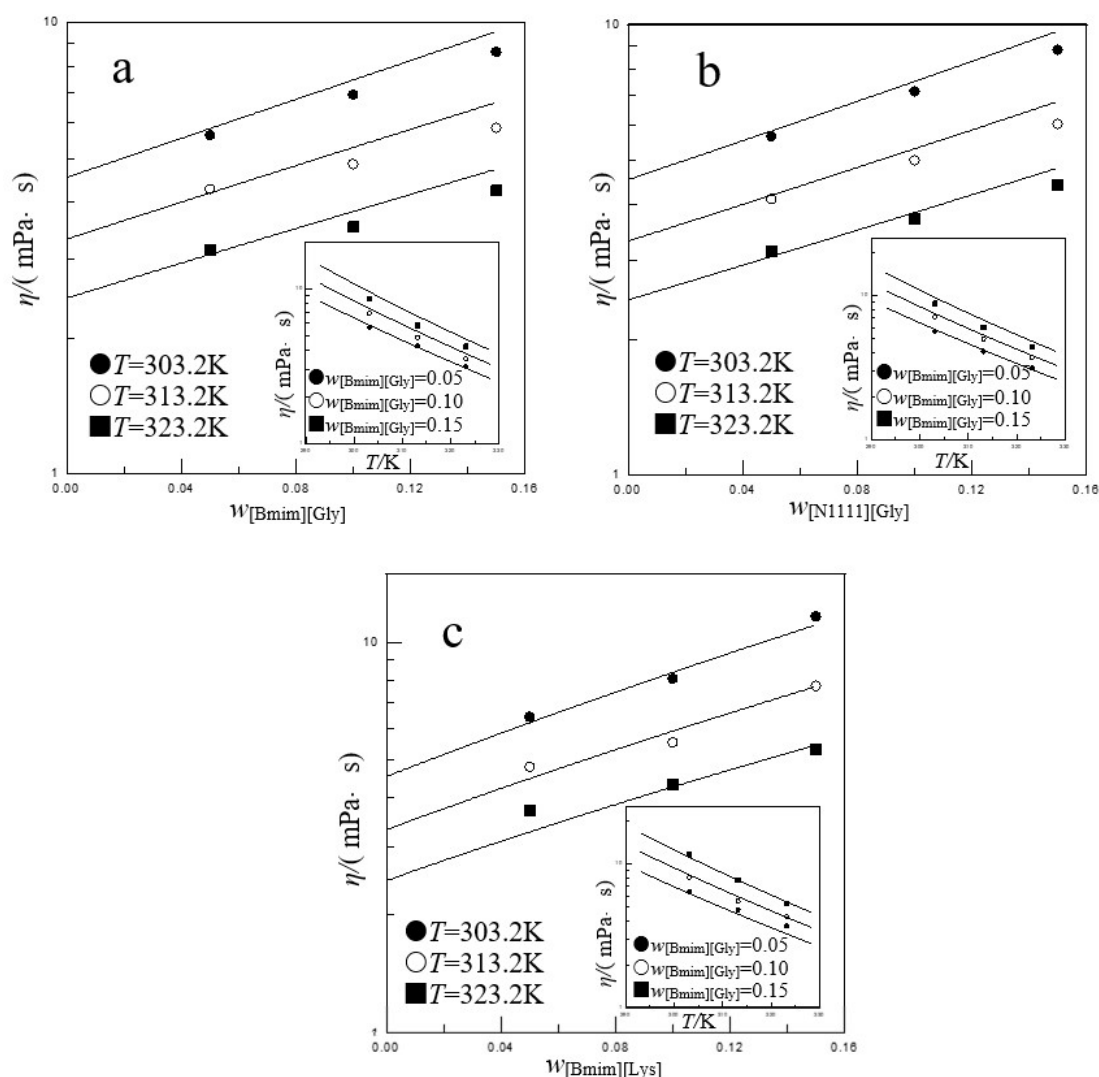 10
a
η/( mPa· s)
T=303.2K
T=313.2K
T=323.2K
1
0.00
0.04
0.08
0.12
0.16
w[Bmim][Gly]
10
η/( mPa· s)
w[Bmim][Gly]=0.05
w[Bmim][Gly]=0.10
w[Bmim][Gly]=0.15
T/K
10
b
η/( mPa· s)
T=303.2K
T=313.2K
T=323.2K
1
0.00
0.04
0.08
0.12
0.16
w[N1111][Gly]
10
η/( mPa· s)
w[Bmim][Gly]=0.05
w[Bmim][Gly]=0.10
w[Bmim][Gly]=0.15
T/K
10
c
η/( mPa· s)
T=303.2K
T=313.2K
T=323.2K
1
0.00
0.04
0.08
0.12
0.16
w[Bmim][Lys]
10
η/( mPa· s)
w[Bmim][Gly]=0.05
w[Bmim][Gly]=0.10
w[Bmim][Gly]=0.15
T/K